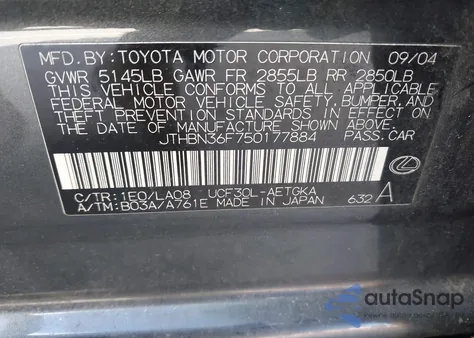 MFD.BY:TOYOTA MOTOR CORPORATION 09/04
GVWR 5145LB GAWR FR 2855LB RR 2850LB
THIS VEHICLE CONFORMS TO ALL APPLICABLE
FEDERAL MOTOR VEHICLE SAFETY, BUMPER, AND
THEFT PREVENTION STANDARDS IN EFFECT ON
THE DATE OF MANUFACTURE SHOWN ABOVE.
JTHBN36F750177884 PASS.CAR
C/TR:1E0/LA08 UCF30L-AETGKA
A/TM:B03A/A761E MADE IN JAPAN 632 A
autoSnap